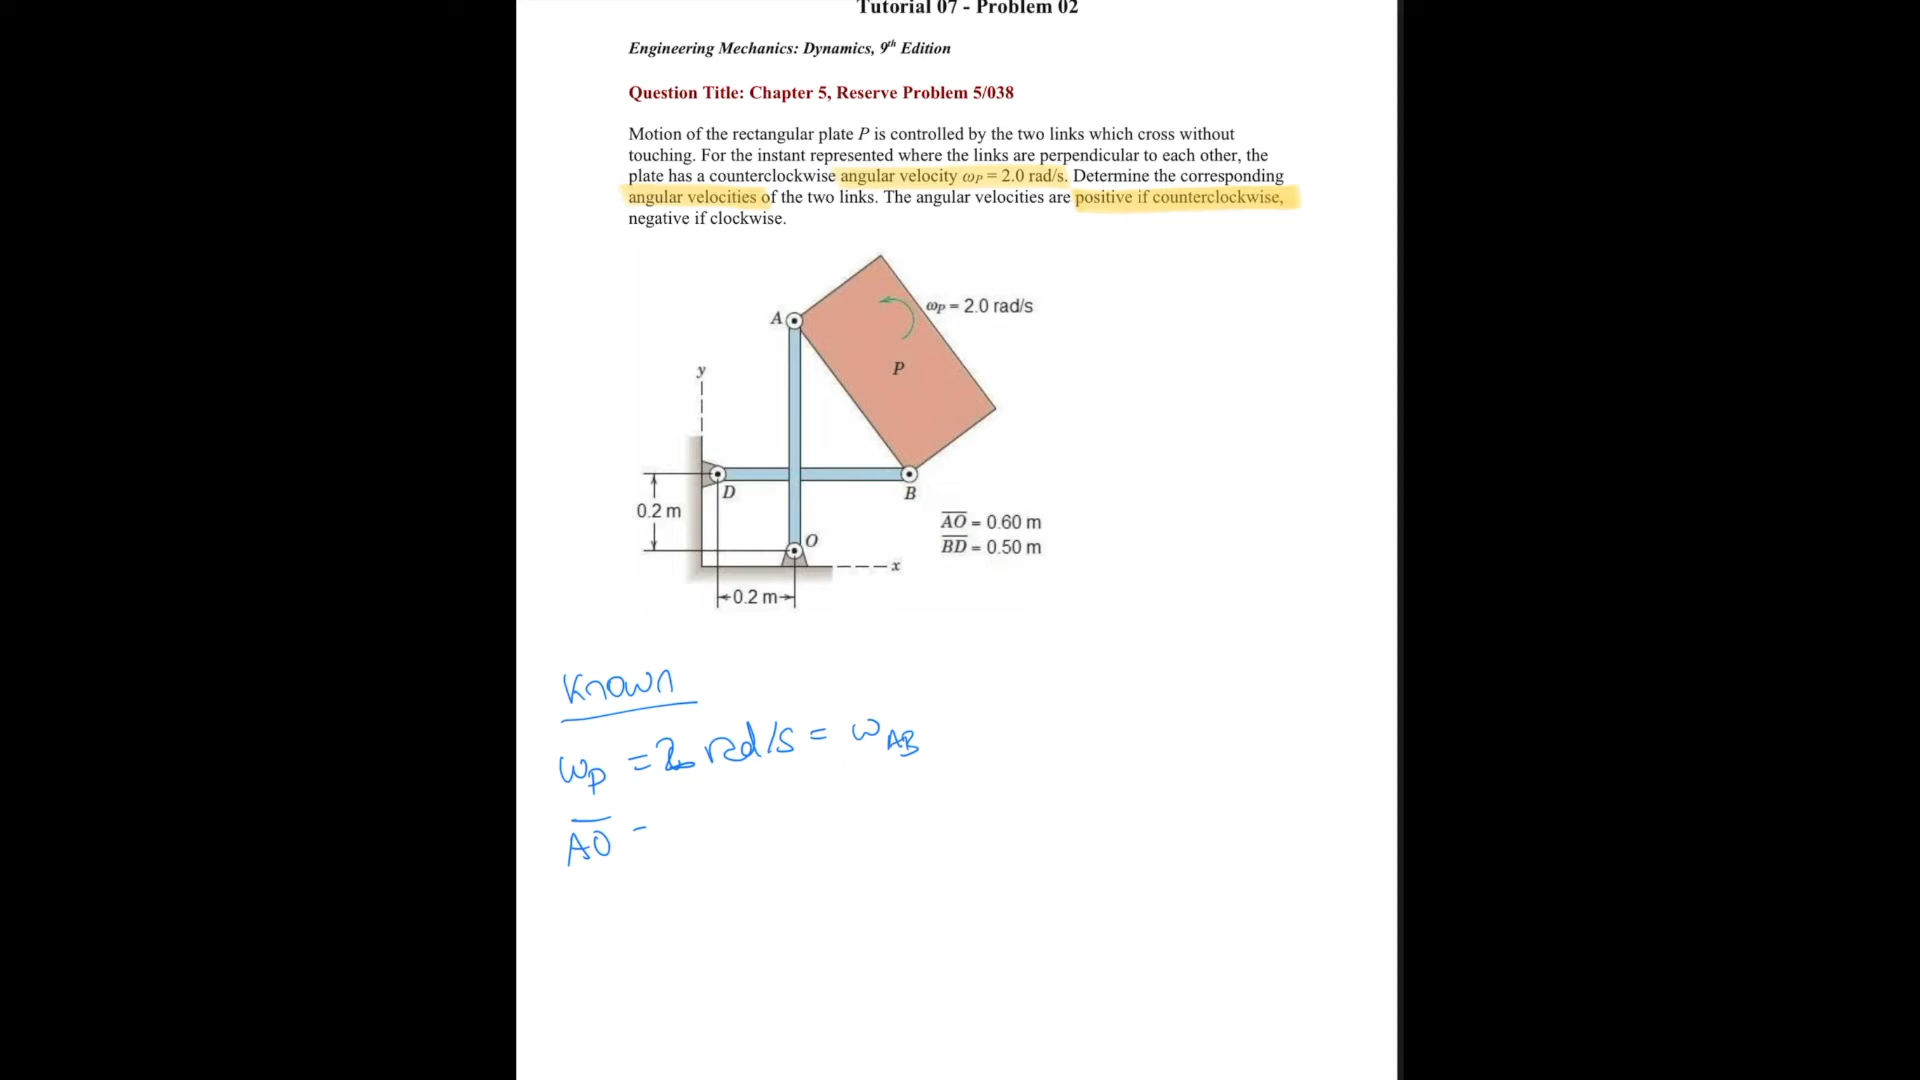 Tutorial 07 - Problem 02
Engineering Mechanics: Dynamics, 9th Edition
Question Title: Chapter 5, Reserve Problem 5/038
Motion of the rectangular plate P is controlled by the two links which cross without
touching. For the instant represented where the links are perpendicular to each other, the
plate has a counterclockwise angular velocity ωP = 2.0 rad/s. Determine the corresponding
angular velocities of the two links. The angular velocities are positive if counterclockwise,
negative if clockwise.
ωP = 2.0 rad/s
A
P
y
D
B
0.2 m
O
AO = 0.60 m
BD = 0.50 m
x
0.2 m
Known
ωP = 2 rad/s = ωAB
AO =